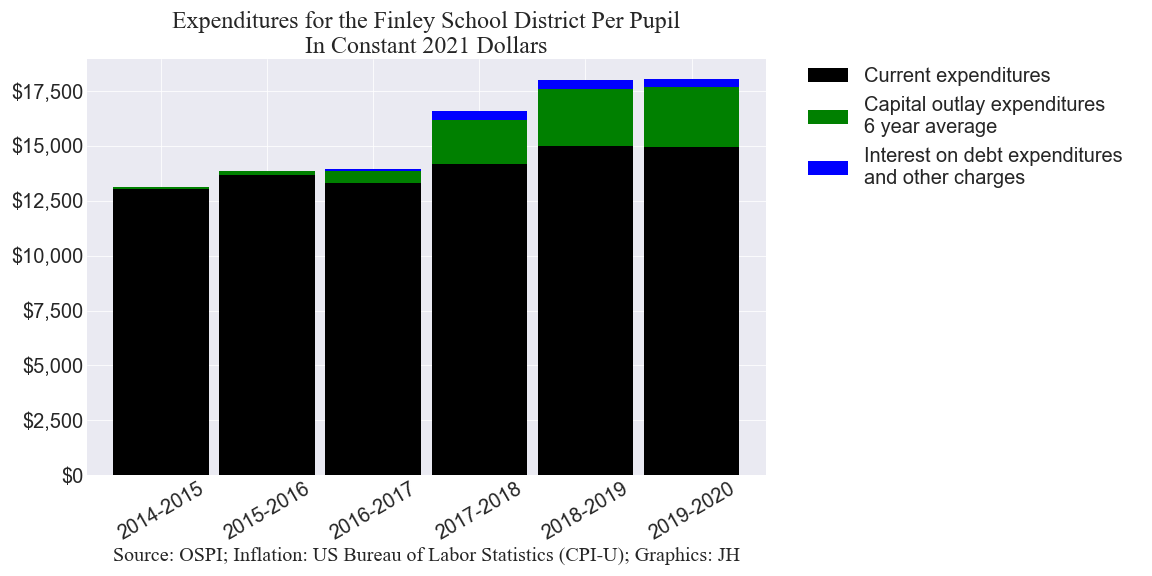 Expenditures for the Finley School District Per Pupil
In Constant 2021 Dollars
$17,500
$15,000
$12,500
$10,000
$7,500
$5,000
$2,500
$0
2014-2015
2015-2016
2016-2017
2017-2018
2018-2019
2019-2020
Current expenditures
Capital outlay expenditures
6 year average
Interest on debt expenditures
and other charges
Source: OSPI; Inflation: US Bureau of Labor Statistics (CPI-U); Graphics: JH